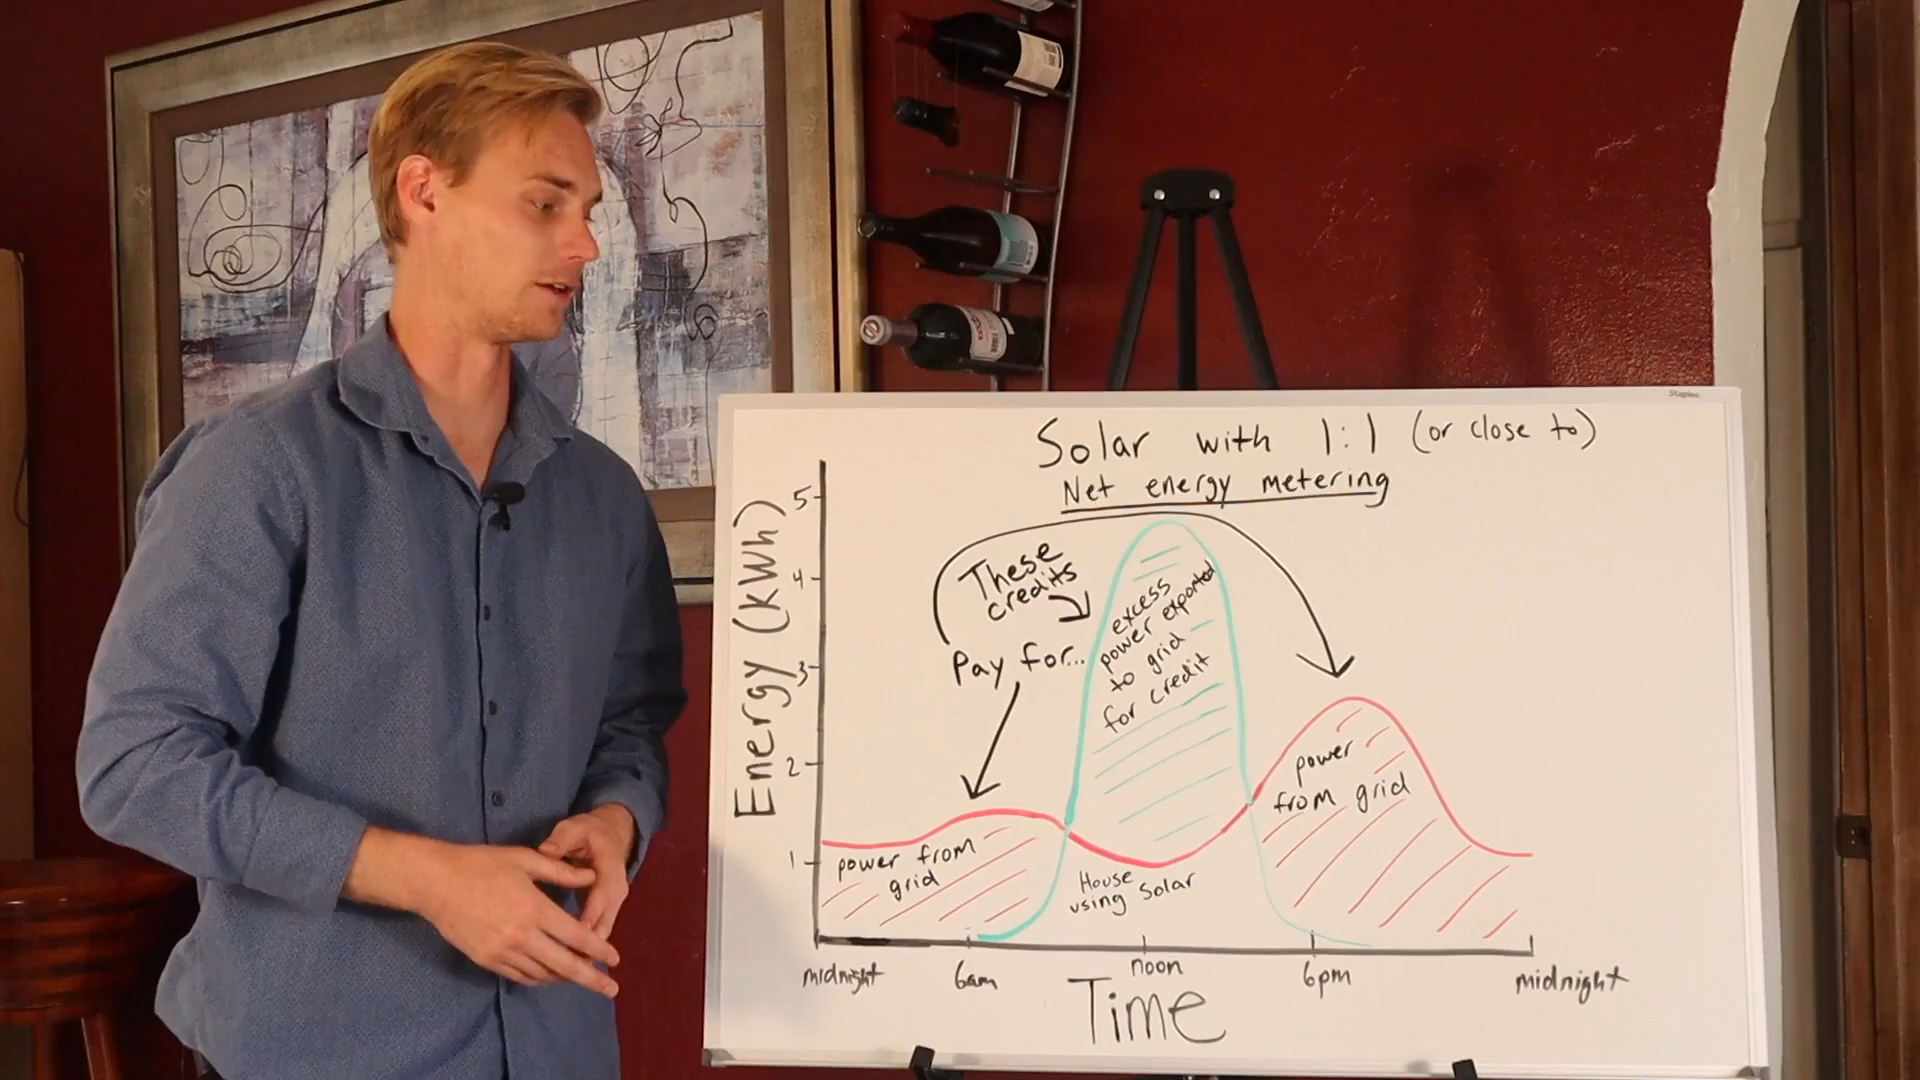 Staples
Solar with 1:1 (or close to)
Net energy metering
Energy (kWh)
5
4
3
2
1
These
credits
Pay for...
excess
power exported
to grid
for credit
power from
grid
House
using Solar
power
from grid
midnight
6am
noon
6pm
midnight
Time